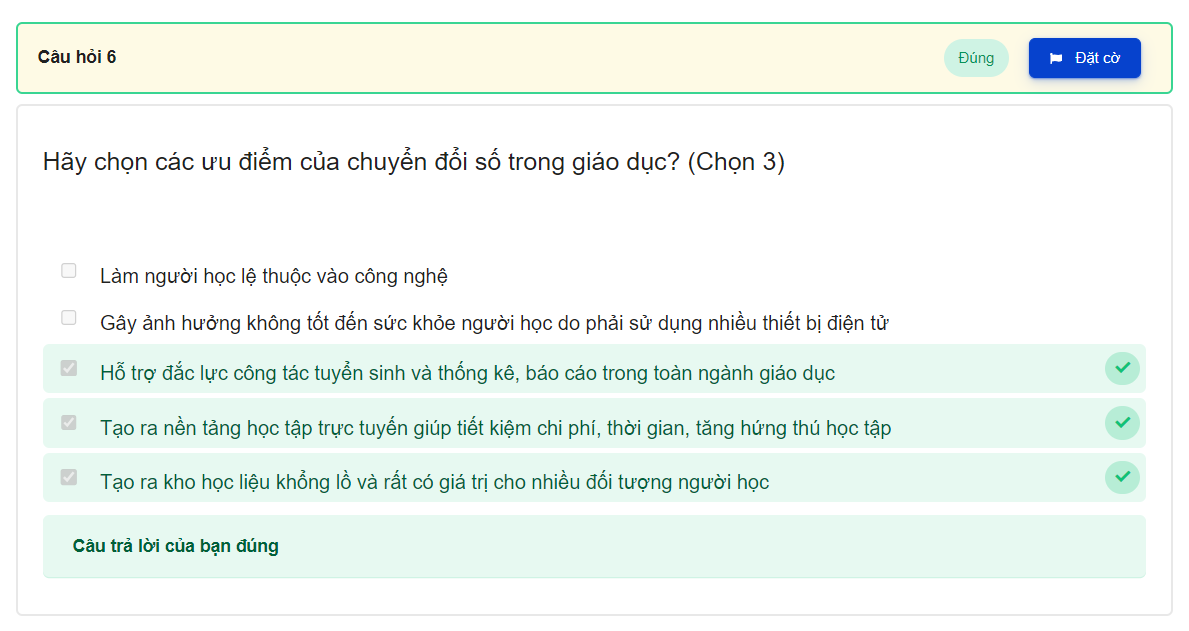 Câu hỏi 6
Đúng
Đặt cờ
Hãy chọn các ưu điểm của chuyển đổi số trong giáo dục? (Chọn 3)
Làm người học lệ thuộc vào công nghệ
Gây ảnh hưởng không tốt đến sức khỏe người học do phải sử dụng nhiều thiết bị điện tử
Hỗ trợ đắc lực công tác tuyển sinh và thống kê, báo cáo trong toàn ngành giáo dục
Tạo ra nền tảng học tập trực tuyến giúp tiết kiệm chi phí, thời gian, tăng hứng thú học tập
Tạo ra kho học liệu khổng lồ và rất có giá trị cho nhiều đối tượng người học
Câu trả lời của bạn đúng